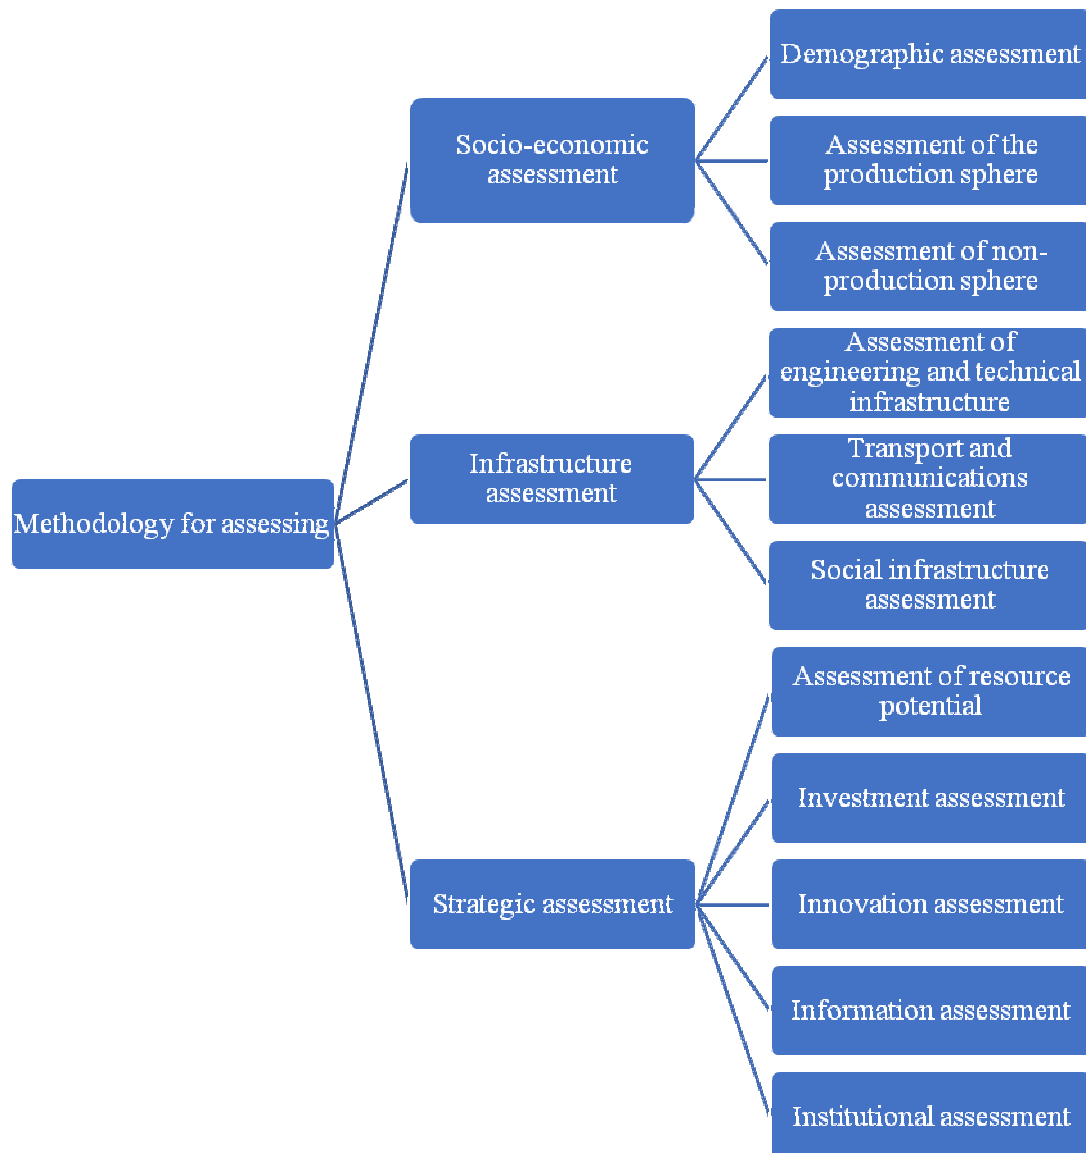 Demographic assessment
Socio-economic
assessment
Assessment of the
production sphere
Assessment of non-
production sphere
Assessment of
engineering and technical
infrastructure
Infrastructure
assessment
Transport and
communications
assessment
Methodology for assessing
Social infrastructure
assessment
Assessment of resource
potential
Investment assessment
Strategic assessment
Innovation assessment
Information assessment
Institutional assessment